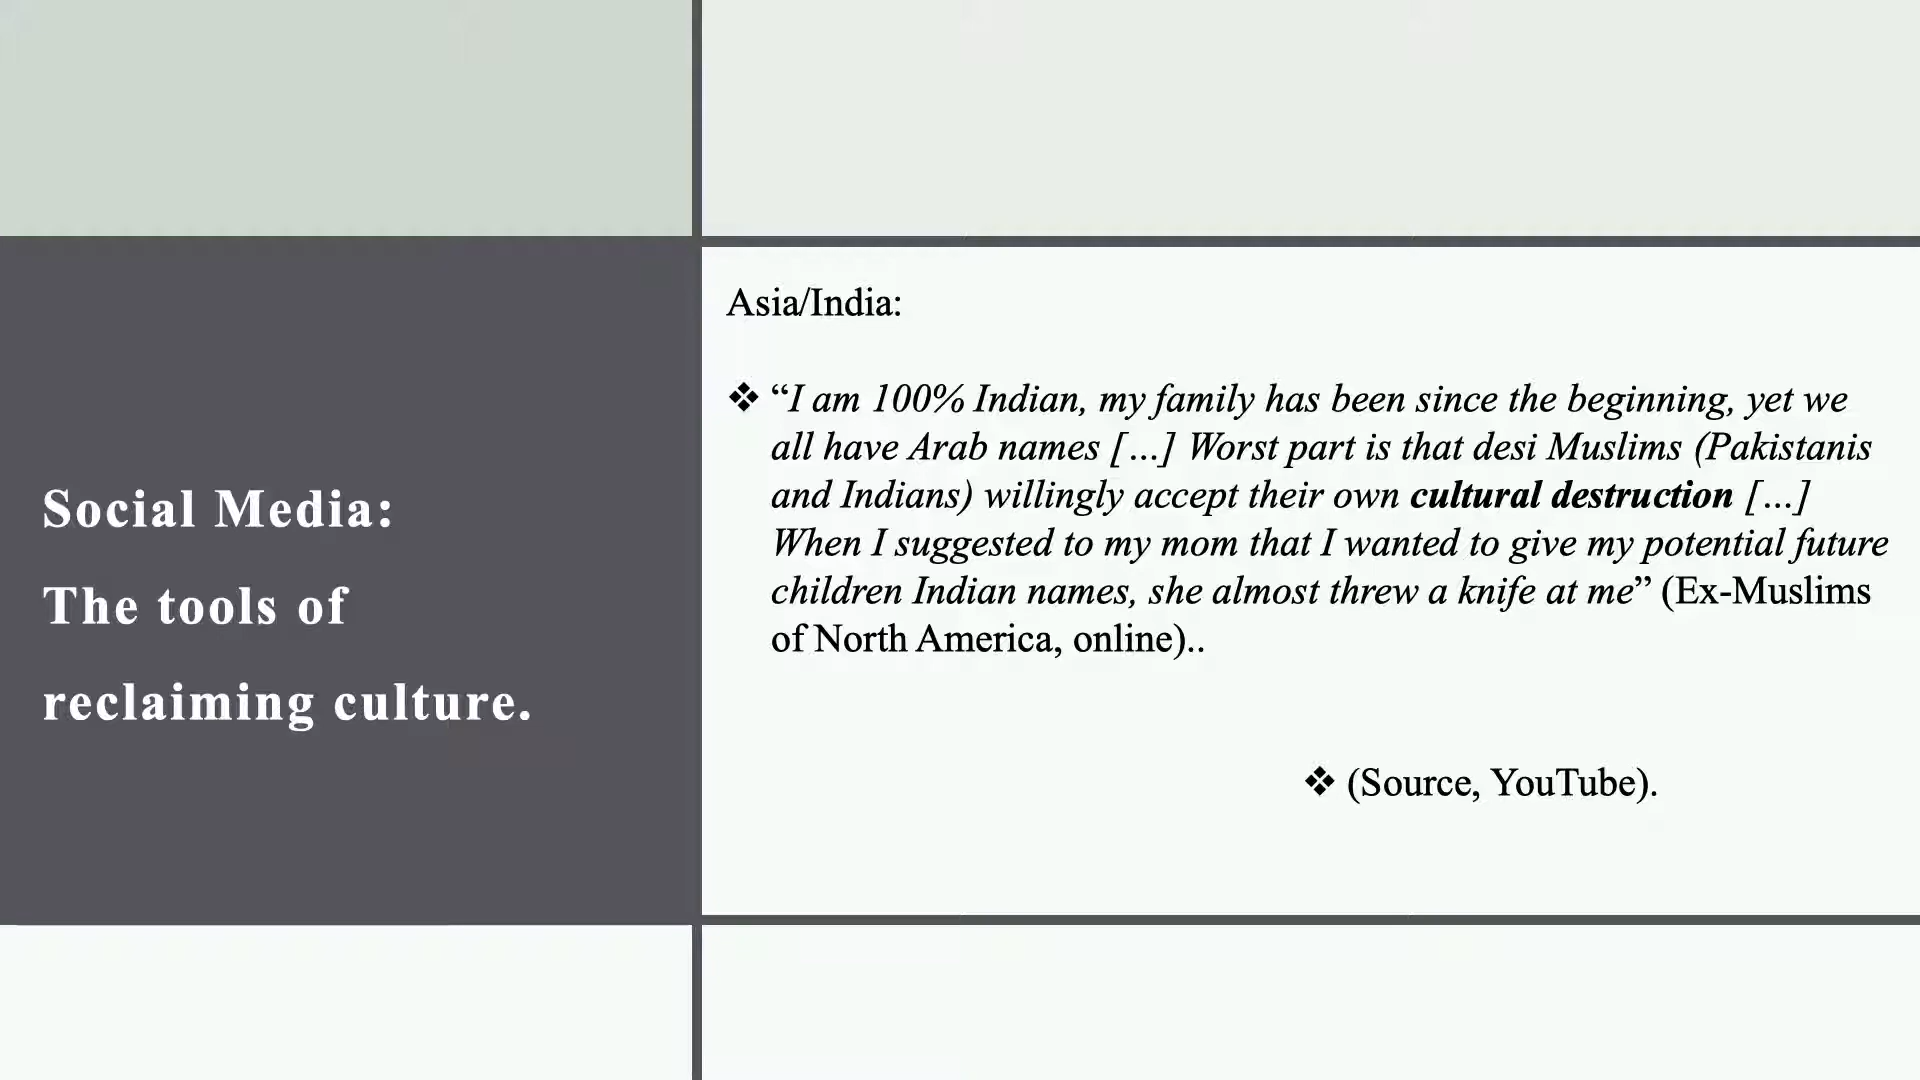 Social Media:
The tools of
reclaiming culture.
Asia/India:
❖ “I am 100% Indian, my family has been since the beginning, yet we
all have Arab names […] Worst part is that desi Muslims (Pakistanis
and Indians) willingly accept their own cultural destruction […]
When I suggested to my mom that I wanted to give my potential future
children Indian names, she almost threw a knife at me” (Ex-Muslims
of North America, online)..
❖ (Source, YouTube).